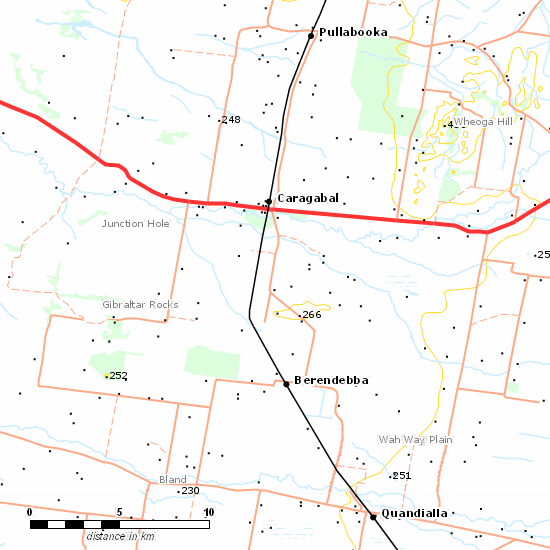 Pullabooka
248
Wheoga Hill
Caragabal
Junction Hole
Gibraltar Rocks
266
252
Berendebba
Wah Way Plain
251
Bland
230
Quandialla
0 5 10
distance in km